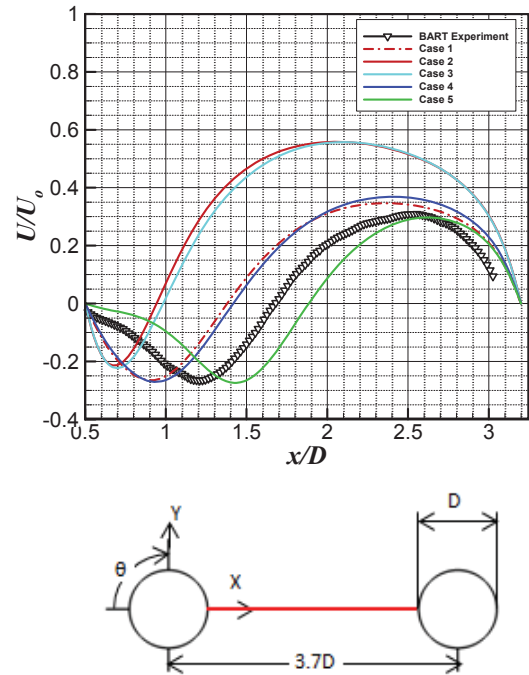 1
0.8
0.6
0.4
0.2
0
-0.2
-0.4
U/Uo
BART Experiment
Case 1
Case 2
Case 3
Case 4
Case 5
0.5 1 1.5 2 2.5 3
x/D
D
Y
θ
X
3.7D